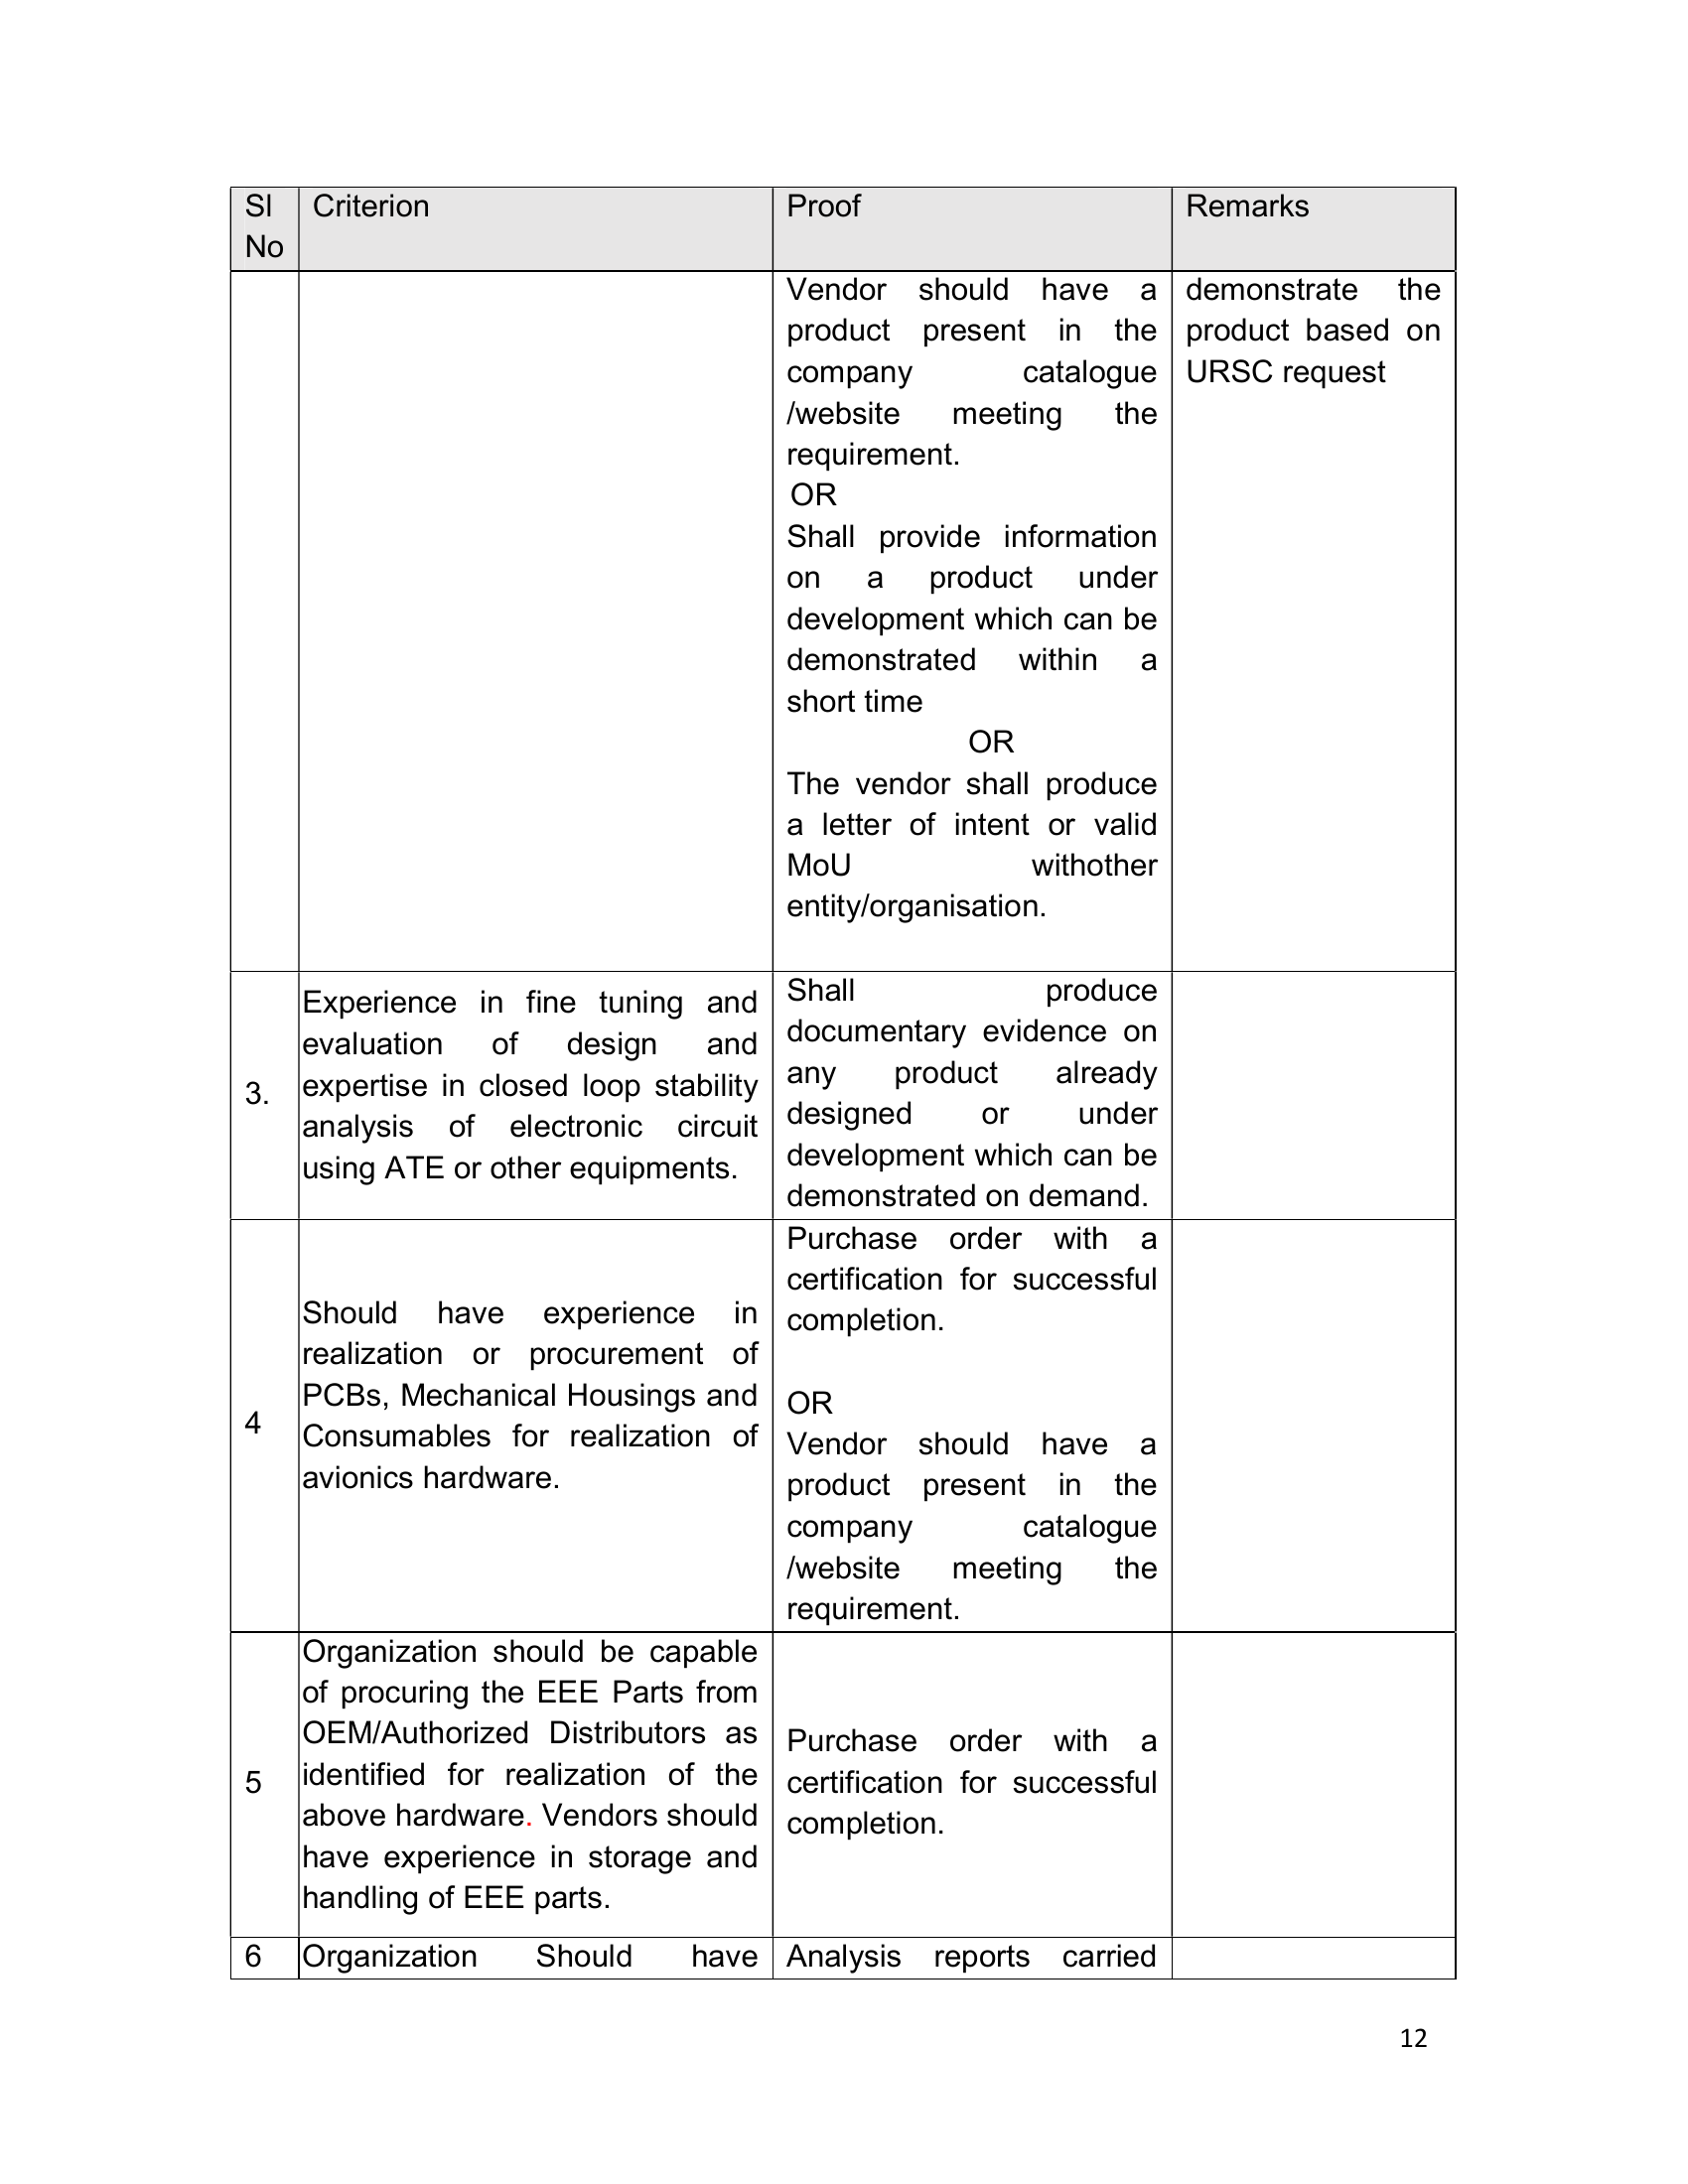 Sl
No
Criterion
Proof
Remarks
Vendor should have a
product present in the
company catalogue
/website meeting the
requirement.
OR
Shall provide information
on a product under
development which can be
demonstrated within a
short time
OR
The vendor shall produce
a letter of intent or valid
MoU withother
entity/organisation.
demonstrate the
product based on
URSC request
3.
Experience in fine tuning and
evaluation of design and
expertise in closed loop stability
analysis of electronic circuit
using ATE or other equipments.
Shall produce
documentary evidence on
any product already
designed or under
development which can be
demonstrated on demand.
4
Should have experience in
realization or procurement of
PCBs, Mechanical Housings and
Consumables for realization of
avionics hardware.
Purchase order with a
certification for successful
completion.
OR
Vendor should have a
product present in the
company catalogue
/website meeting the
requirement.
5
Organization should be capable
of procuring the EEE Parts from
OEM/Authorized Distributors as
identified for realization of the
above hardware. Vendors should
have experience in storage and
handling of EEE parts.
Purchase order with a
certification for successful
completion.
6
Organization Should have
Analysis reports carried
12